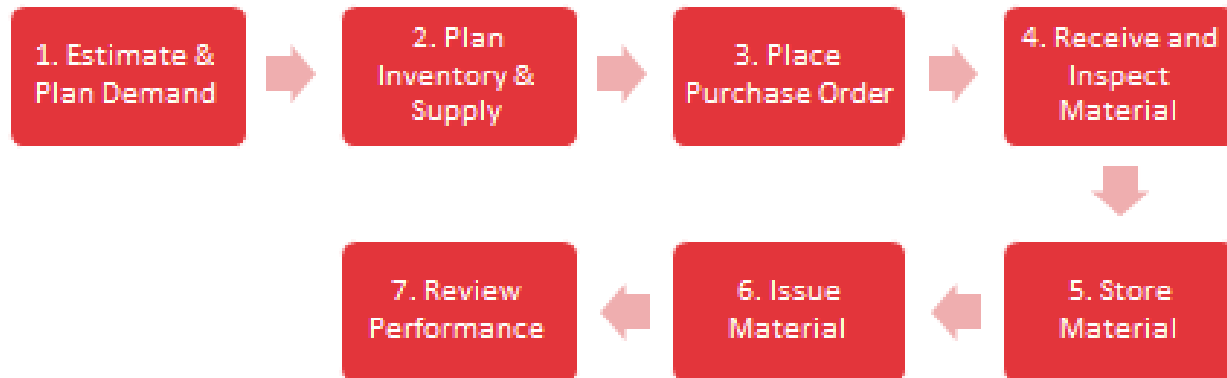 1. Estimate &
Plan Demand
2. Plan
Inventory &
Supply
3. Place
Purchase Order
4. Receive and
Inspect
Material
5. Store
Material
6. Issue
Material
7. Review
Performance